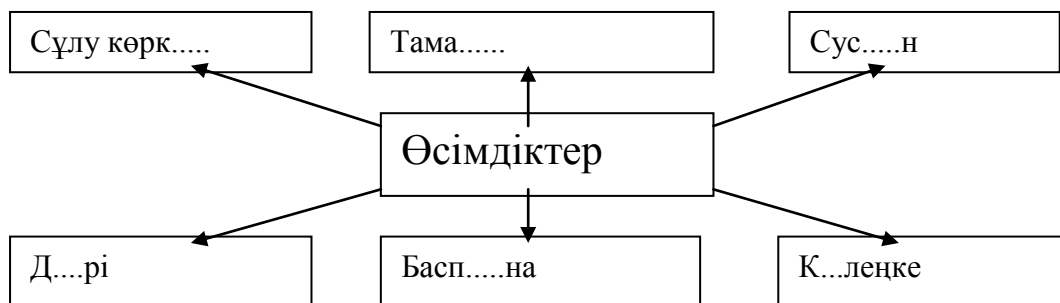 Сұлу көрк.....
Тама......
Сус.....н
Өсімдіктер
Д....рі
Басп.....на
К...леңке